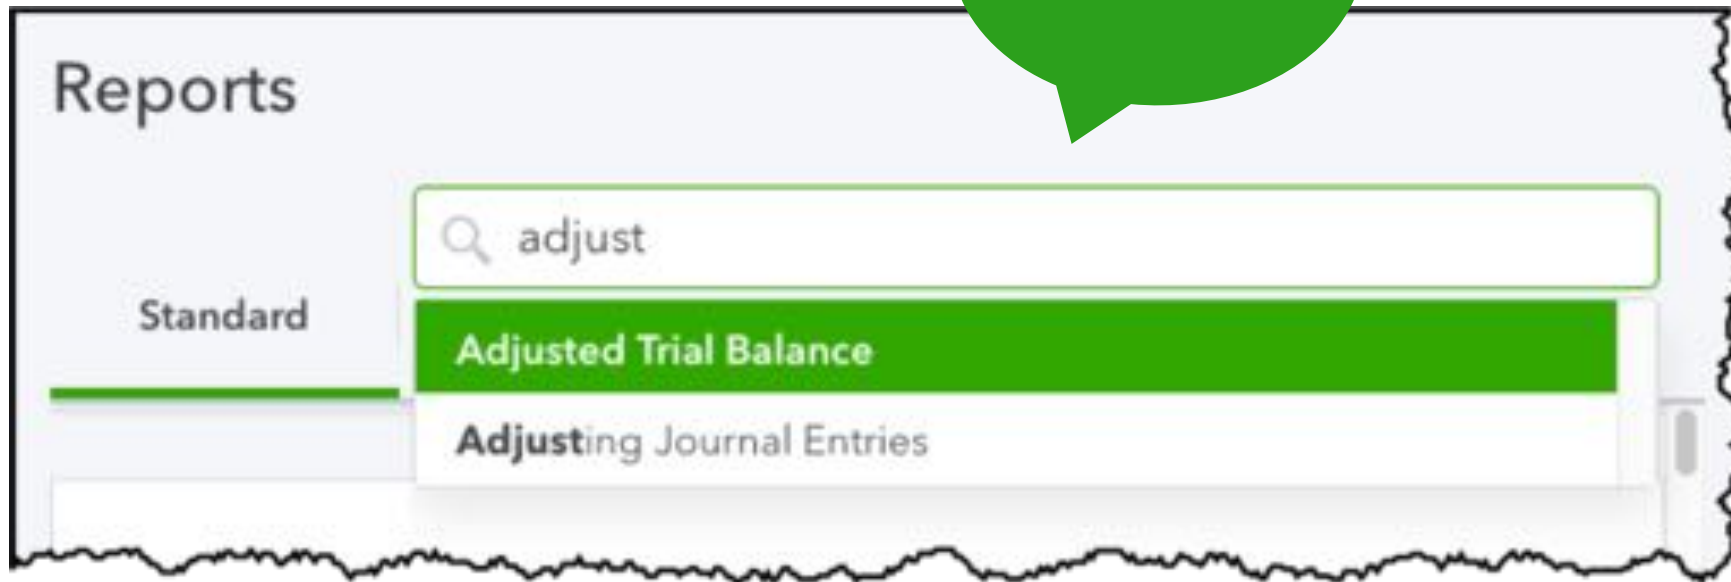 Reports
adjust
Standard
Adjusted Trial Balance
Adjusting Journal Entries